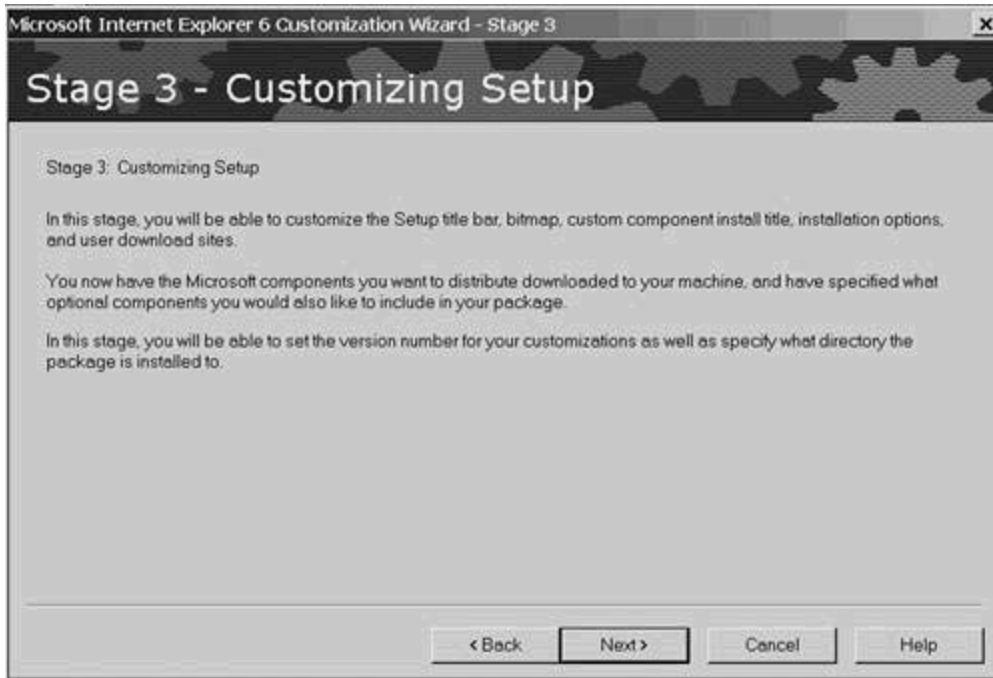 Microsoft Internet Explorer 6 Customization Wizard - Stage 3
Stage 3 - Customizing Setup
Stage 3: Customizing Setup
In this stage, you will be able to customize the Setup title bar, bitmap, custom component install title, installation options,
and user download sites.
You now have the Microsoft components you want to distribute downloaded to your machine, and have specified what
optional components you would also like to include in your package.
In this stage, you will be able to set the version number for your customizations as well as specify what directory the
package is installed to.
< Back
Next >
Cancel
Help